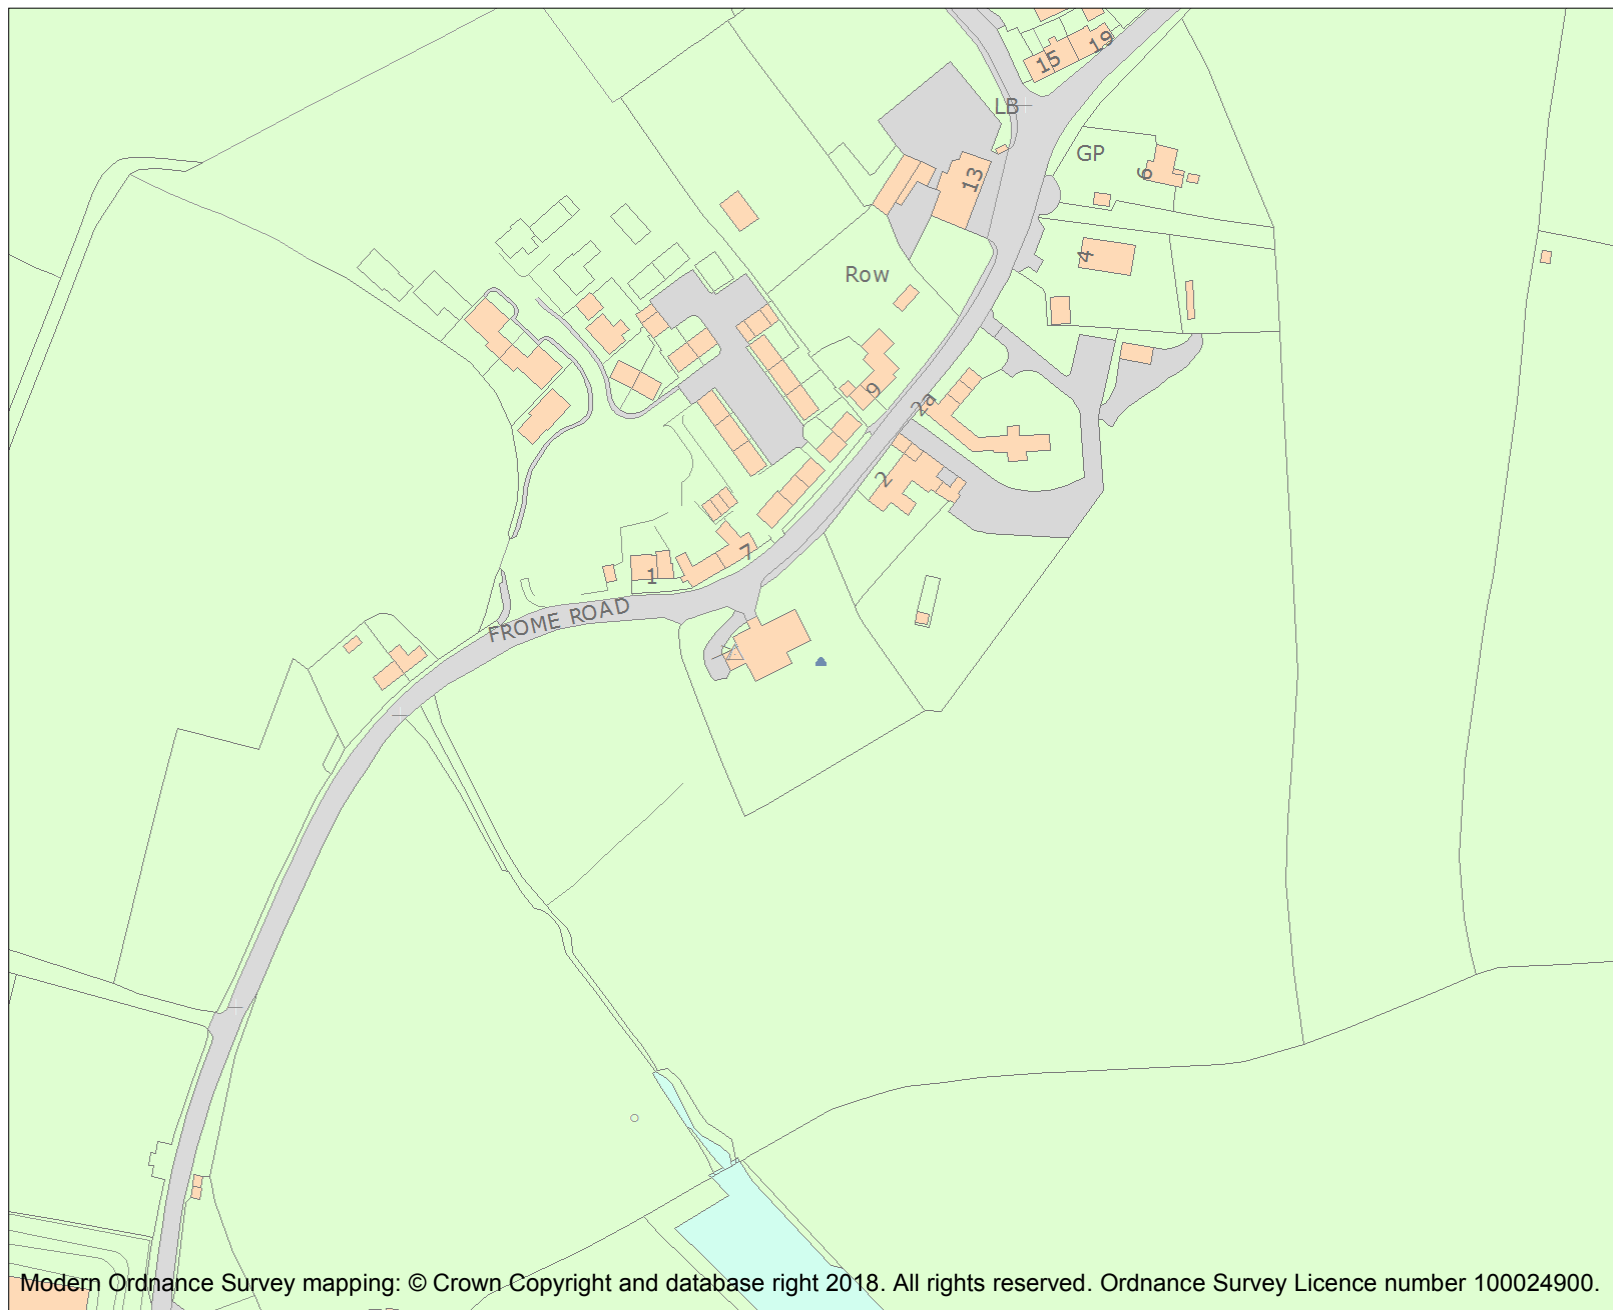 19
15
LB
GP
6
13
4
Row
9
2a
2
7
1
FROME ROAD
Modern Ordnance Survey mapping: © Crown Copyright and database right 2018. All rights reserved. Ordnance Survey Licence number 100024900.